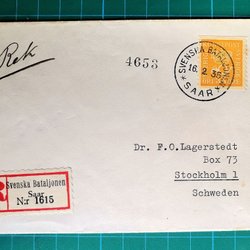 Rek
4653
SVENSKA BATALJONEN
16. 2. 35
SAAR
Dr. F.O.Lagerstedt
Box 73
Stockholm 1
Schweden
R
Svenska Bataljonen
Saar
Nr 1615